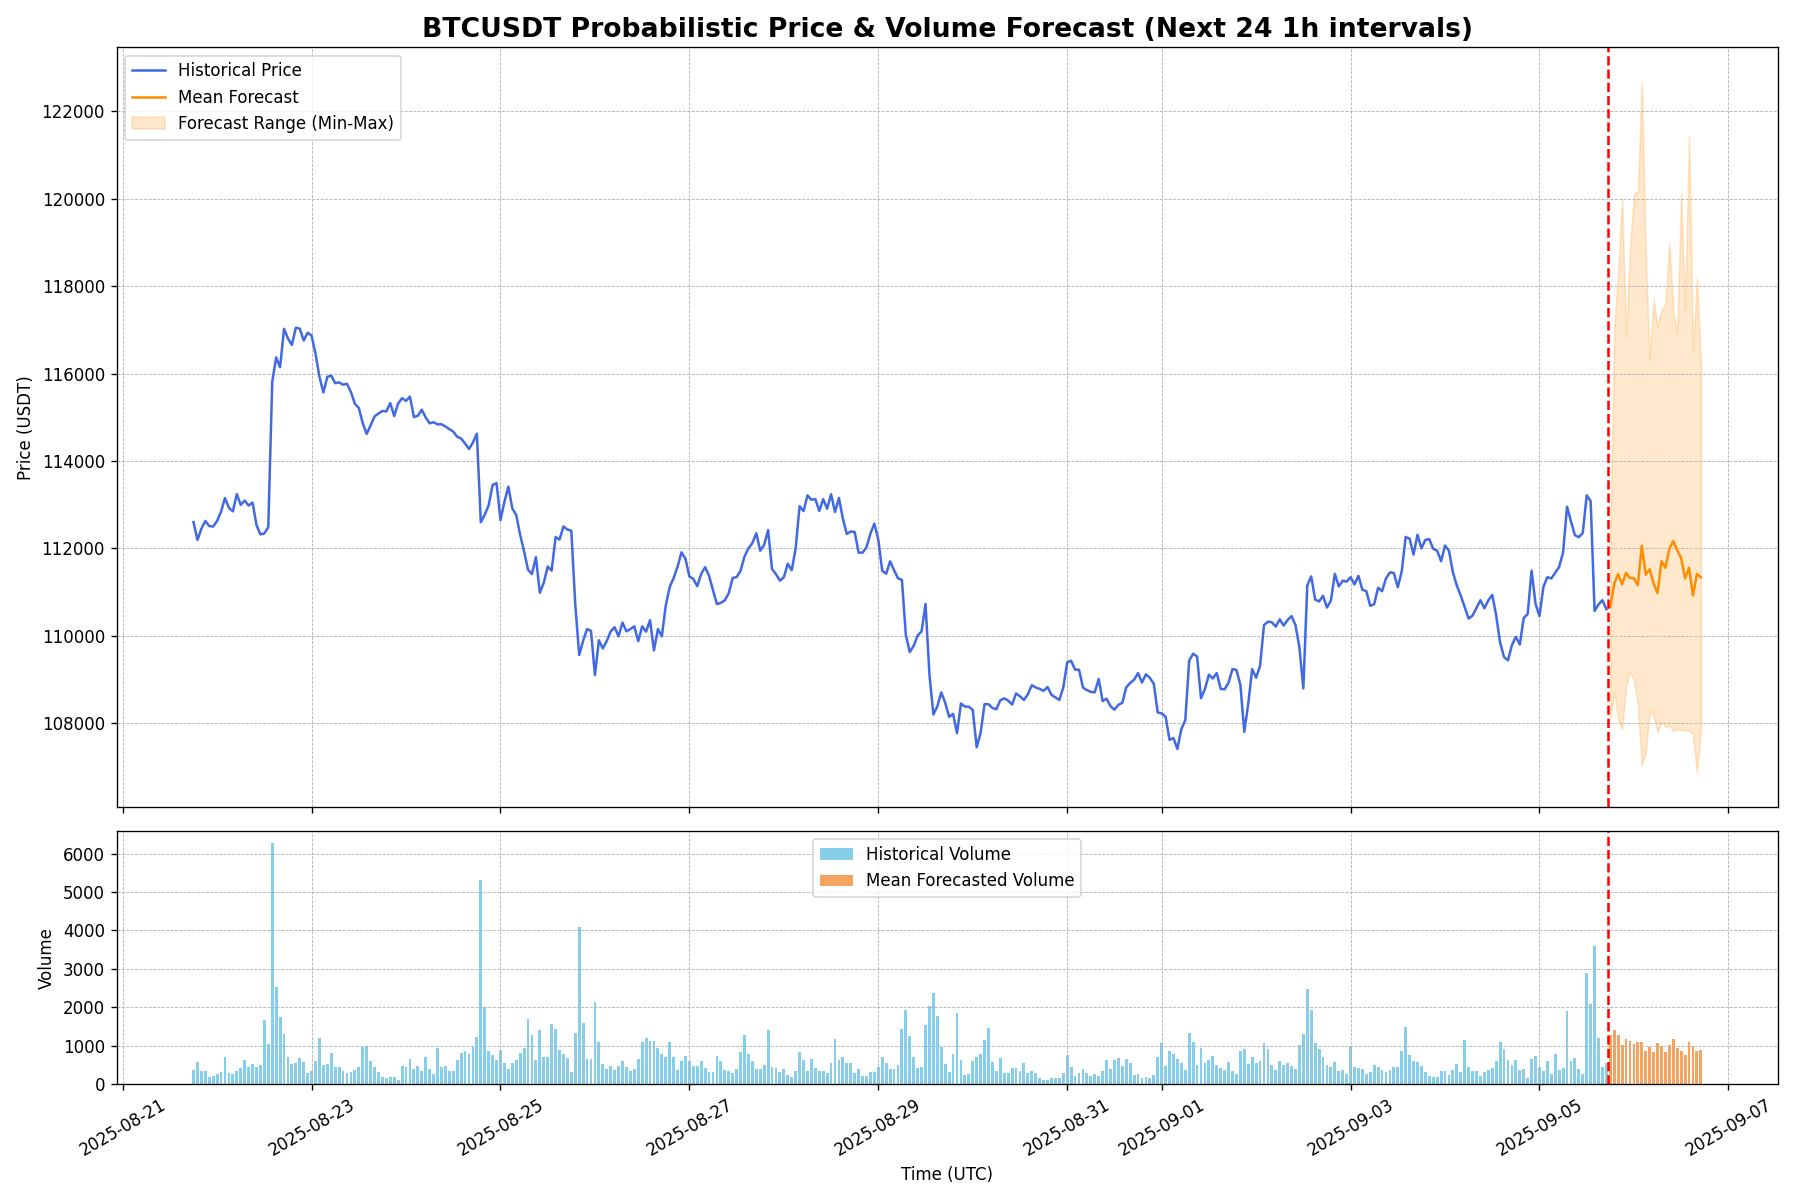 BTCUSDT Probabilistic Price & Volume Forecast (Next 24 1h intervals)
Historical Price
Mean Forecast
Forecast Range (Min-Max)
122000
120000
118000
116000
114000
112000
110000
108000
Price (USDT)
Historical Volume
Mean Forecasted Volume
6000
5000
4000
3000
2000
1000
0
Volume
2025-08-21
2025-08-23
2025-08-25
2025-08-27
2025-08-29
2025-08-31
2025-09-01
2025-09-03
2025-09-05
2025-09-07
Time (UTC)